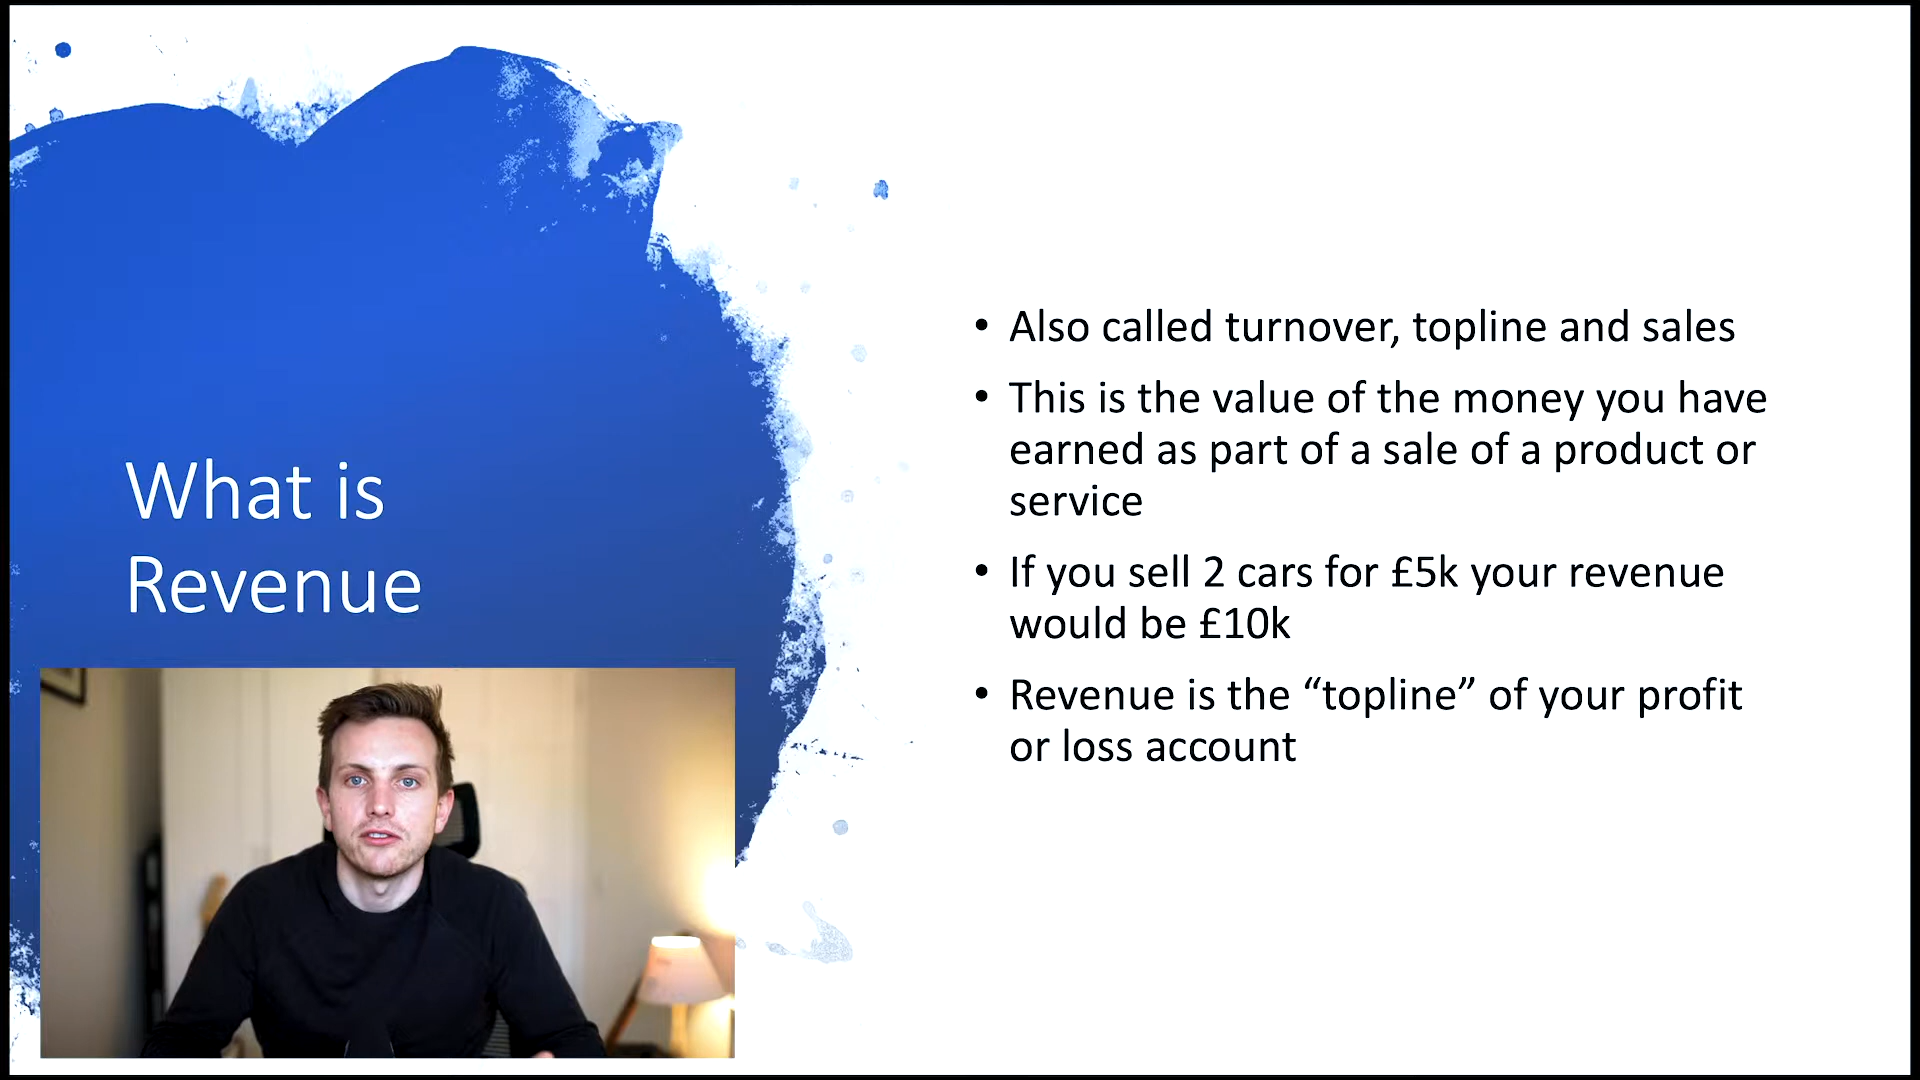 What is
Revenue
• Also called turnover, topline and sales
• This is the value of the money you have
earned as part of a sale of a product or
service
• If you sell 2 cars for £5k your revenue
would be £10k
• Revenue is the “topline” of your profit
or loss account